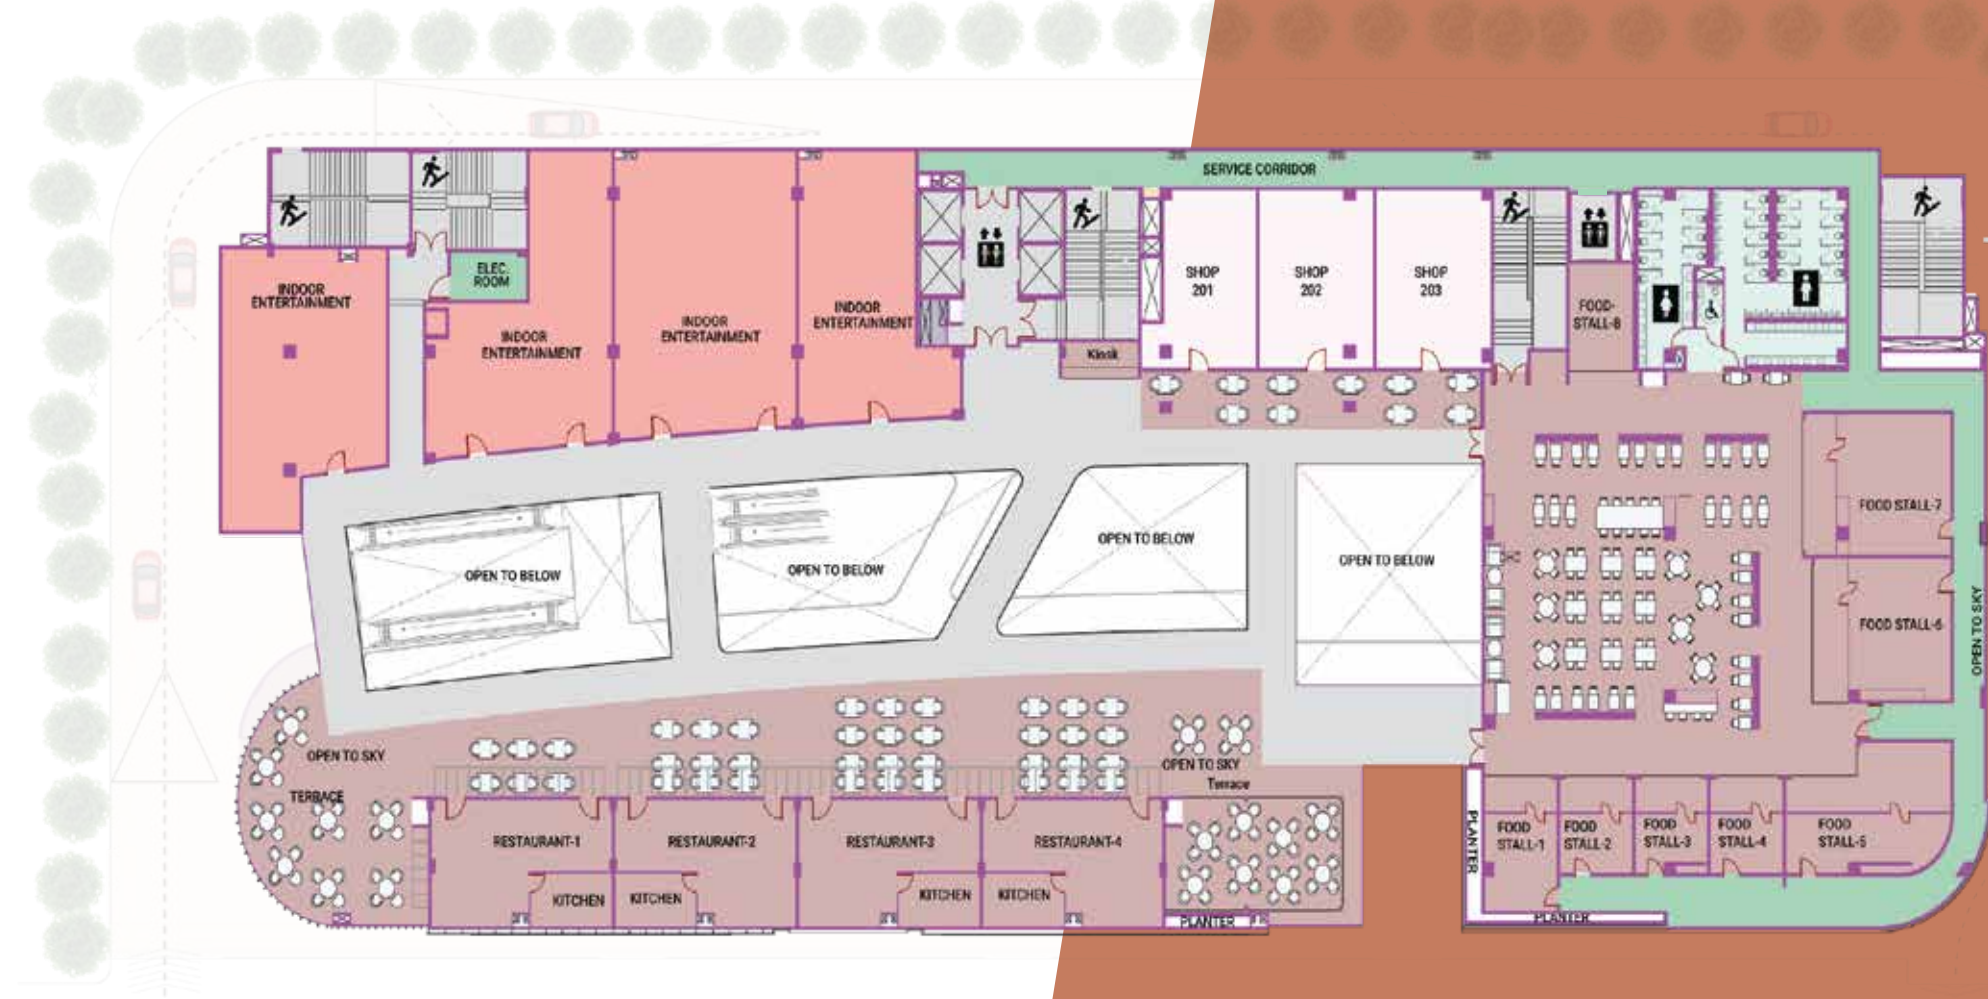 SERVICE CORRIDOR
ELEC.
ROOM
INDOOR
ENTERTAINMENT
INDOOR
ENTERTAINMENT
INDOOR
ENTERTAINMENT
INDOOR
ENTERTAINMENT
SHOP
201
SHOP
202
SHOP
203
FOOD-
STALL-8
Kiosk
OPEN TO BELOW
OPEN TO BELOW
OPEN TO BELOW
OPEN TO BELOW
FOOD STALL-7
FOOD STALL-6
OPEN TO SKY
OPEN TO SKY
TERRACE
OPEN TO SKY
Terrace
RESTAURANT-1
RESTAURANT-2
RESTAURANT-3
RESTAURANT-4
KITCHEN
KITCHEN
KITCHEN
KITCHEN
PLANTER
PLANTER
FOOD
STALL-1
FOOD
STALL-2
FOOD
STALL-3
FOOD
STALL-4
FOOD
STALL-5
PLANTER